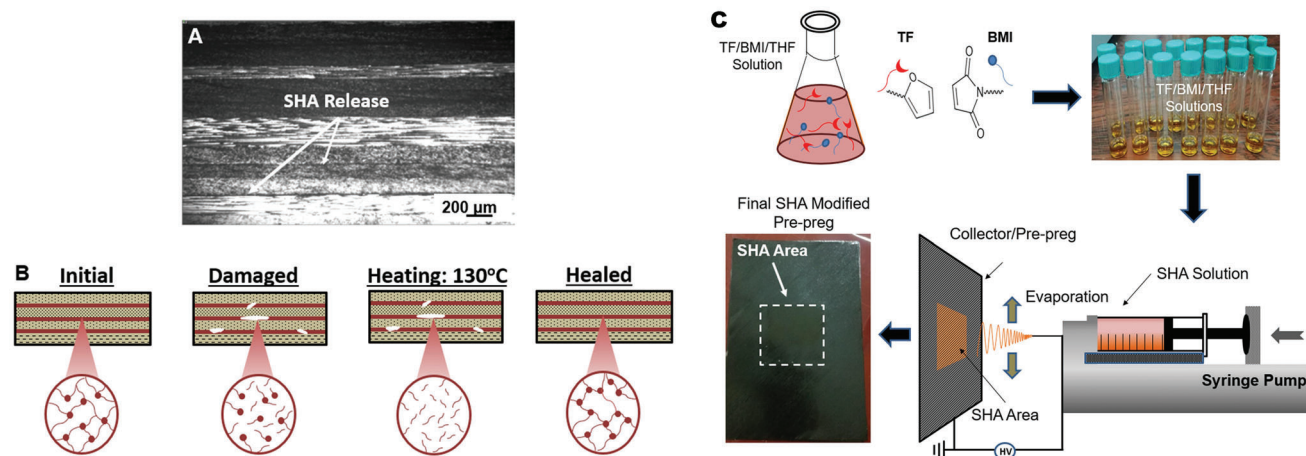 A
SHA Release
200 µm
B
Initial
Damaged
Heating: 130°C
Healed
C
TF/BMI/THF
Solution
TF
BMI
O
O
N
O
TF/BMI/THF
Solutions
Final SHA Modified
Pre-preg
SHA Area
Collector/Pre-preg
Evaporation
SHA Solution
Syringe Pump
SHA Area
HV